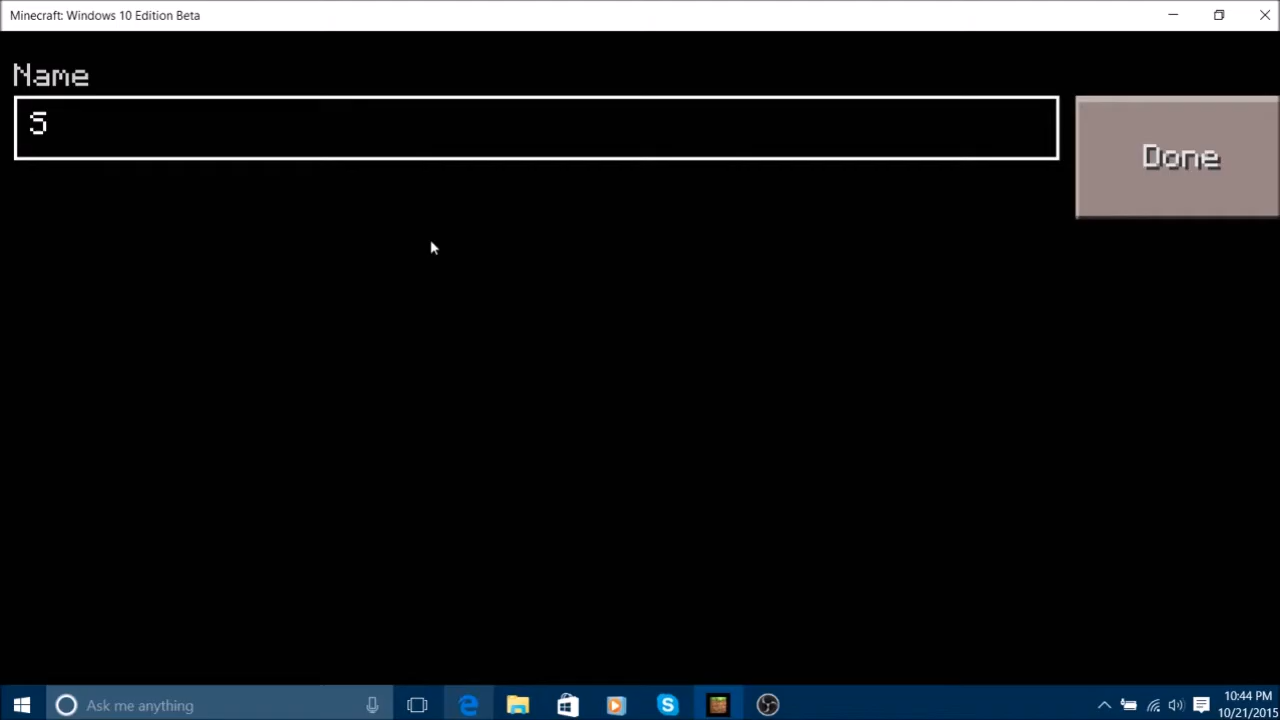 Minecraft: Windows 10 Edition Beta
Name
S
Done
Ask me anything
10:44 PM
10/21/2015